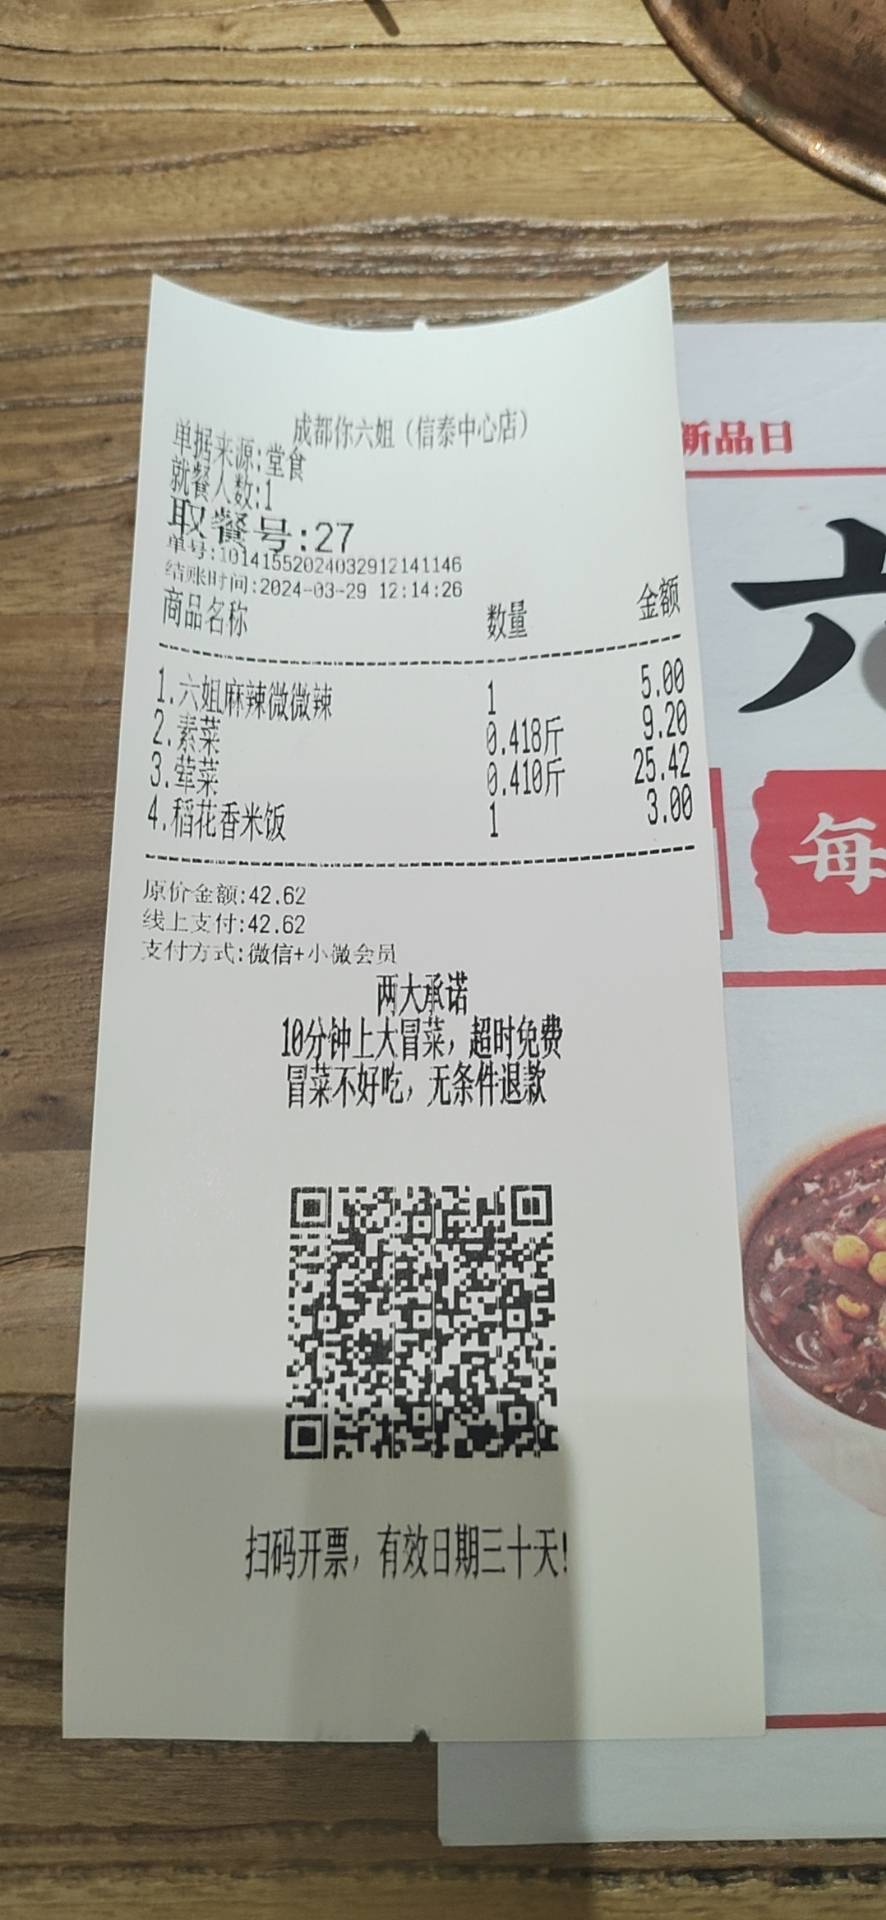 成都你六姐（信泰中心店）
单据来源:堂食
就餐人数:1
取餐号:27
单号:10141552024032912141146
结账时间:2024-03-29 12:14:26
商品名称 数量 金额
1.六姐麻辣微微辣 1 5.00
2.素菜 0.418斤 9.20
3.荤菜 0.410斤 25.42
4.稻花香米饭 1 3.00
原价金额:42.62
线上支付:42.62
支付方式:微信+小微会员
两大承诺
10分钟上大冒菜，超时免费
冒菜不好吃，无条件退款
扫码开票，有效日期三十天!
新品日
六
每